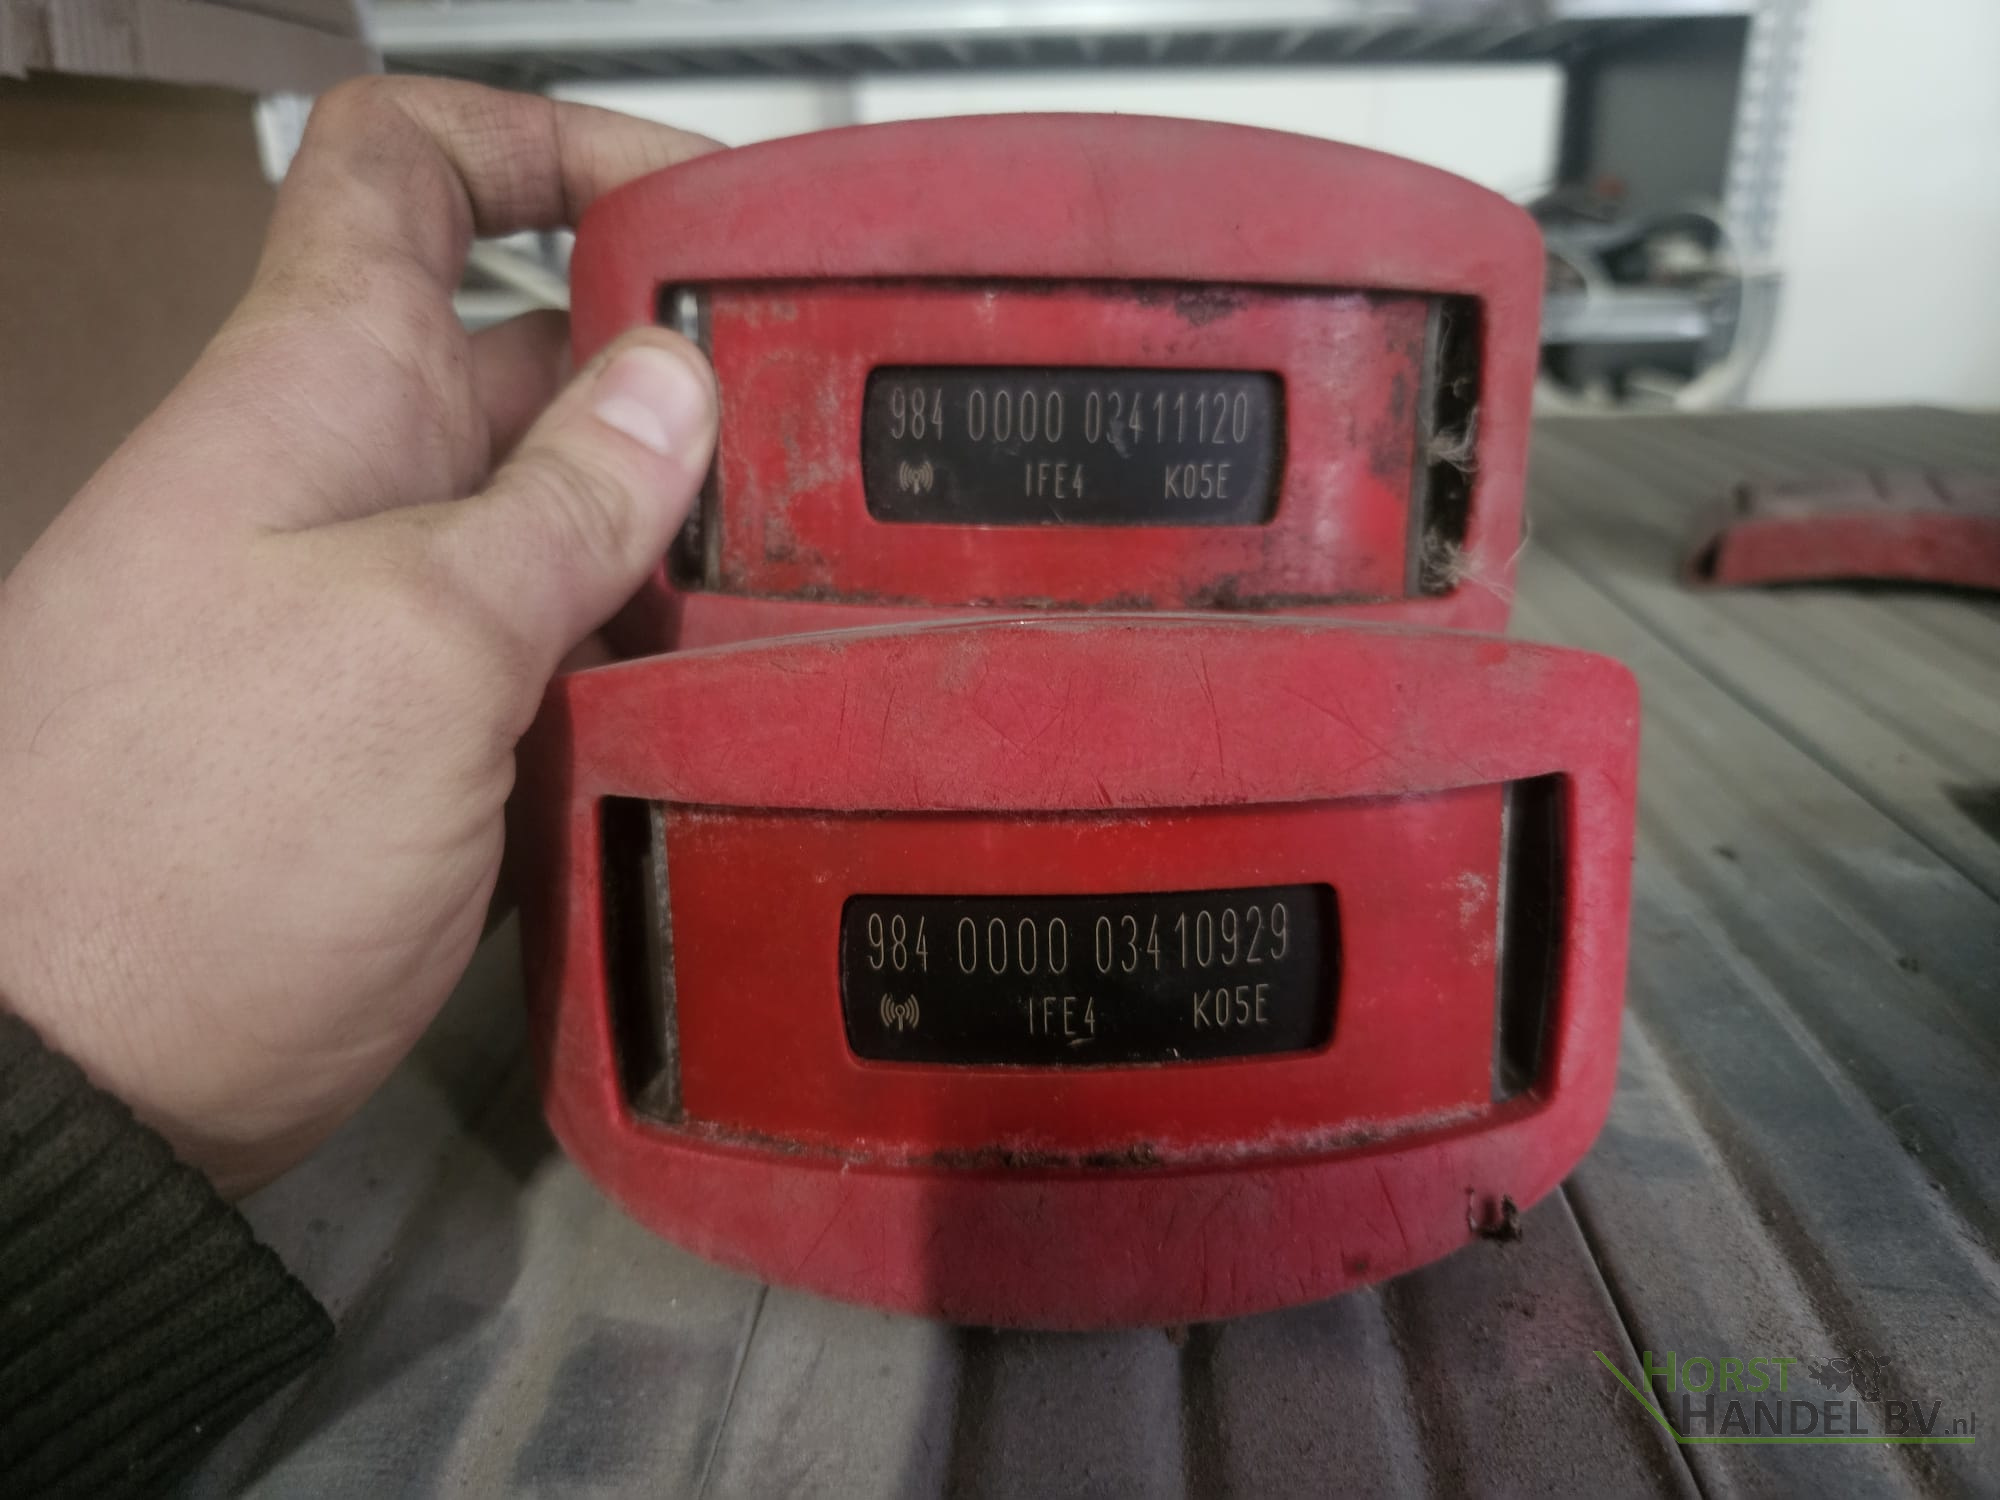 984 0000 03411120
IFE4 K05E
984 0000 03410929
IFE4 K05E
HORST
HANDEL BV.nl